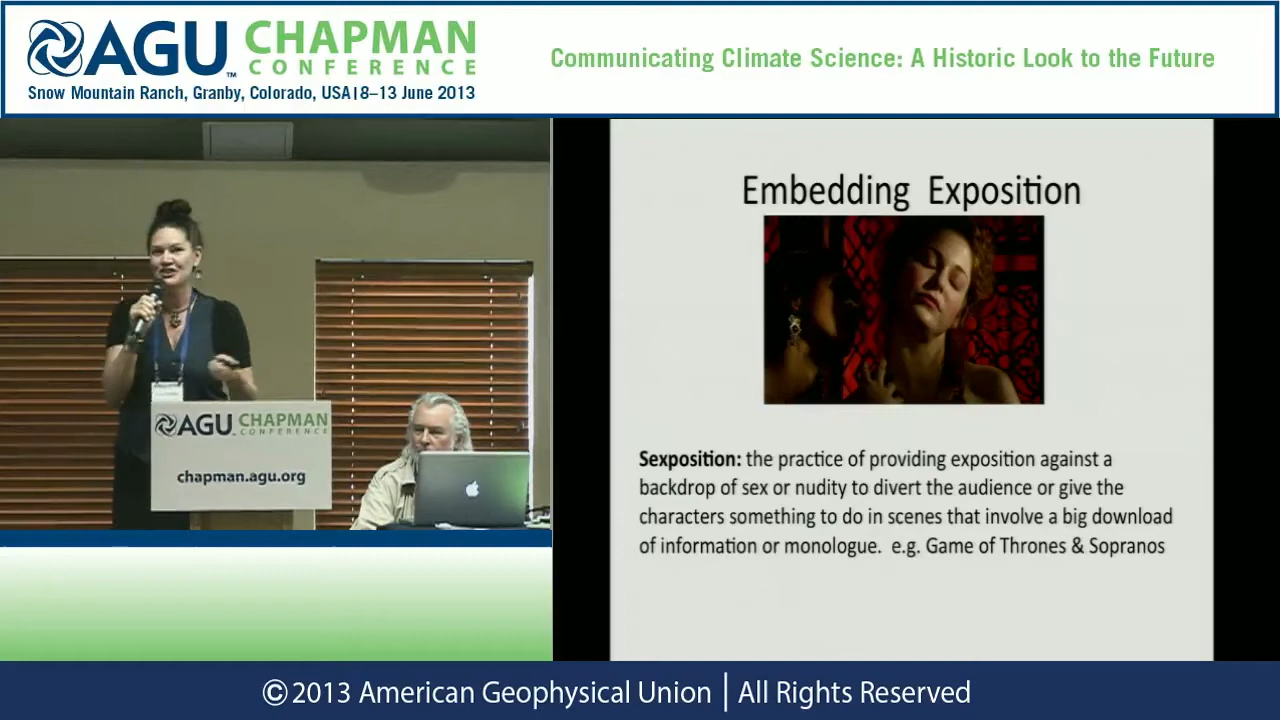 AGU CHAPMAN
CONFERENCE
Snow Mountain Ranch, Granby, Colorado, USA|8–13 June 2013
Communicating Climate Science: A Historic Look to the Future
Embedding Exposition
Sexposition: the practice of providing exposition against a
backdrop of sex or nudity to divert the audience or give the
characters something to do in scenes that involve a big download
of information or monologue. e.g. Game of Thrones & Sopranos
AGU CHAPMAN
CONFERENCE
chapman.agu.org
©2013 American Geophysical Union | All Rights Reserved